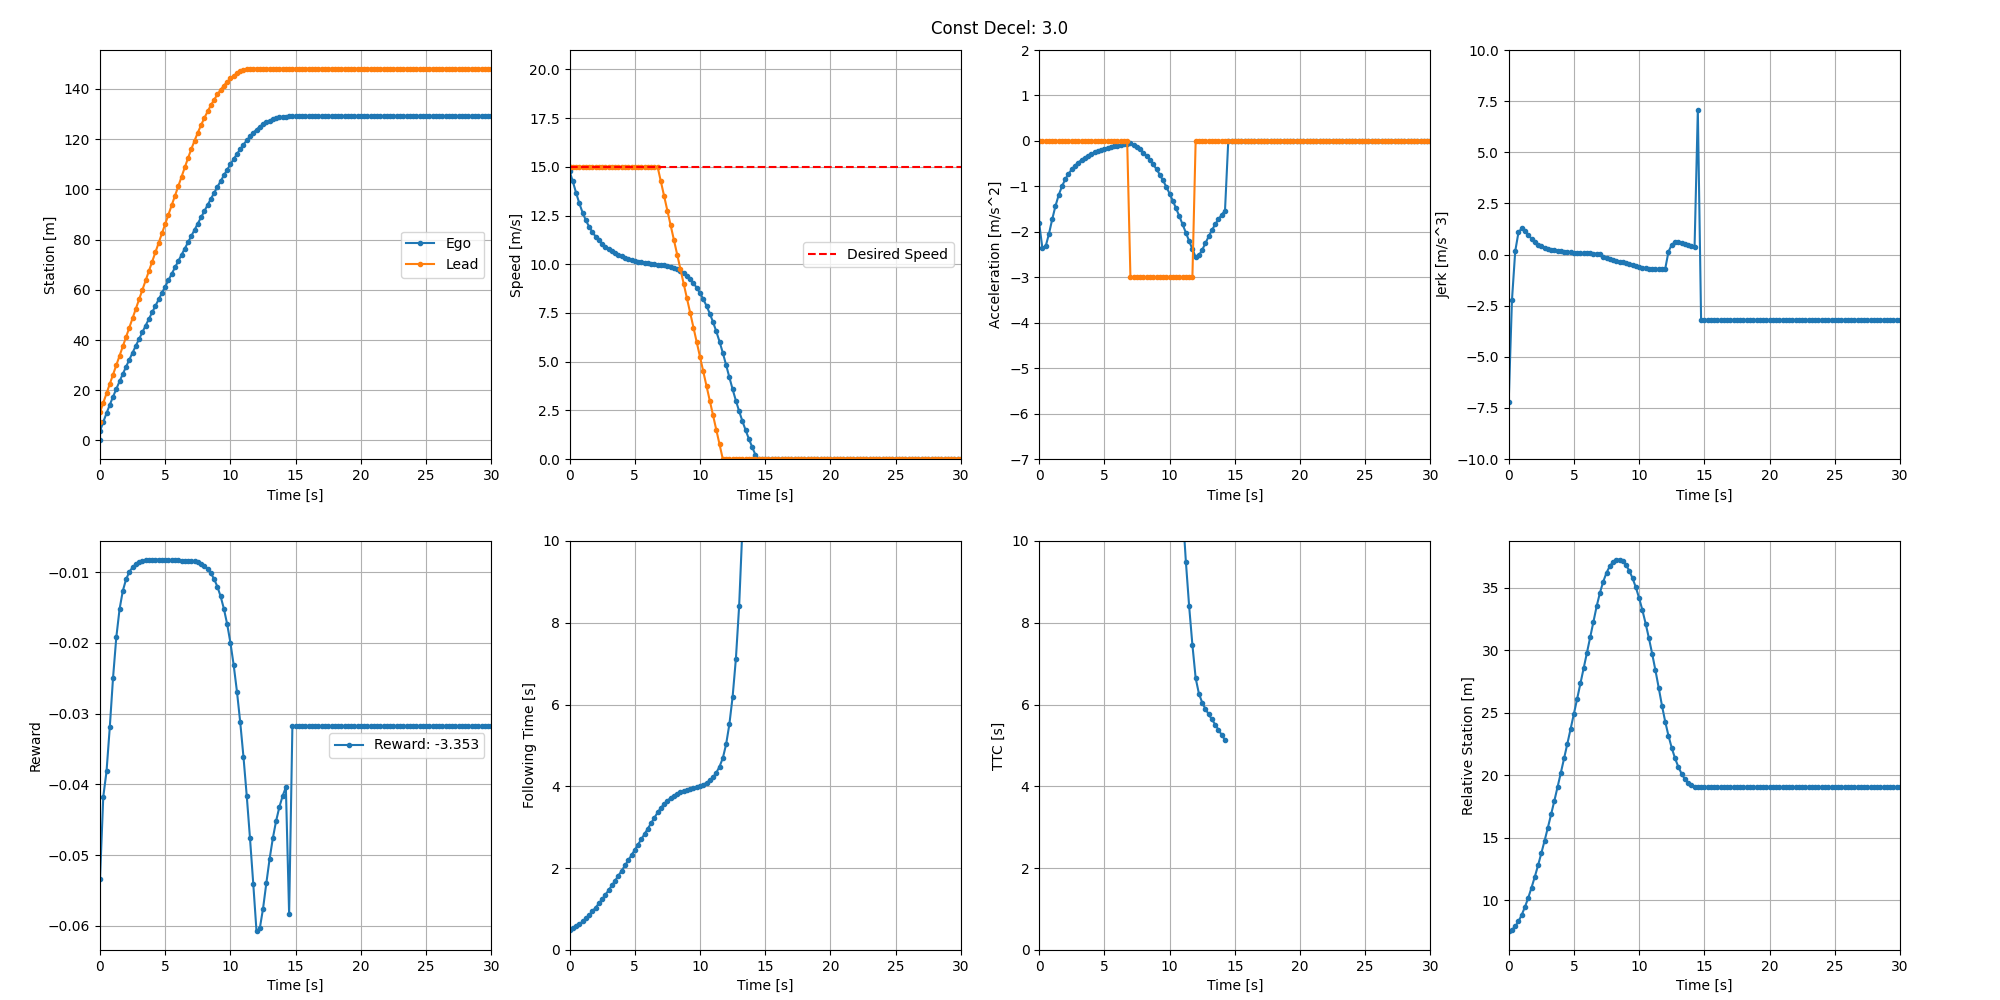 Const Decel: 3.0
Station [m]
140
120
100
80
60
40
20
0
Ego
Lead
0 5 10 15 20 25 30
Time [s]
Speed [m/s]
20.0
17.5
15.0
12.5
10.0
7.5
5.0
2.5
0.0
Desired Speed
0 5 10 15 20 25 30
Time [s]
Acceleration [m/s^2]
2
1
0
−1
−2
−3
−4
−5
−6
−7
0 5 10 15 20 25 30
Time [s]
Jerk [m/s^3]
10.0
7.5
5.0
2.5
0.0
−2.5
−5.0
−7.5
−10.0
0 5 10 15 20 25 30
Time [s]
Reward
−0.01
−0.02
−0.03
−0.04
−0.05
−0.06
Reward: -3.353
0 5 10 15 20 25 30
Time [s]
Following Time [s]
10
8
6
4
2
0
0 5 10 15 20 25 30
Time [s]
TTC [s]
10
8
6
4
2
0
0 5 10 15 20 25 30
Time [s]
Relative Station [m]
35
30
25
20
15
10
0 5 10 15 20 25 30
Time [s]